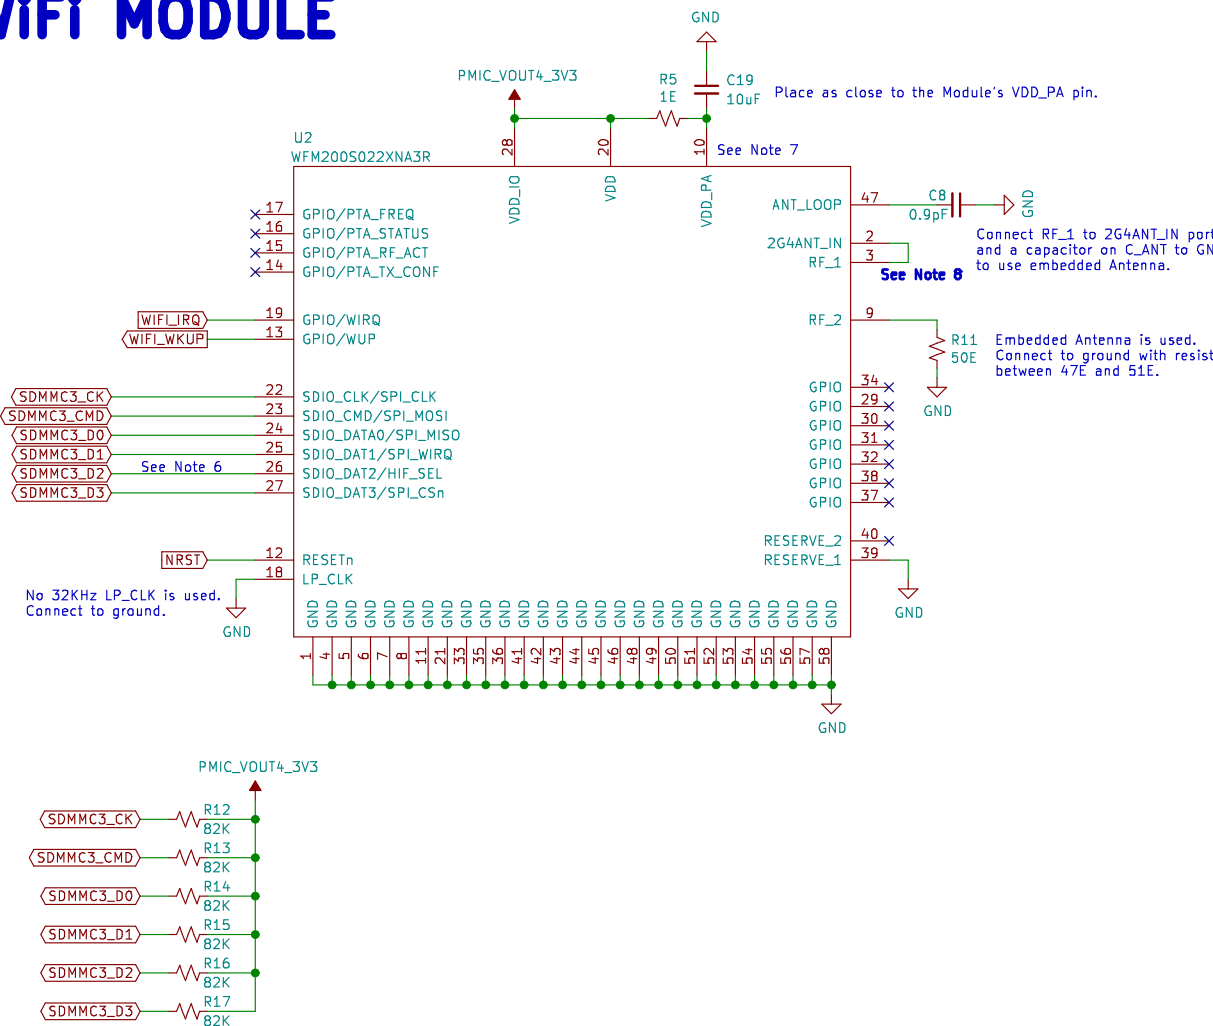 WiFi MODULE
GND
PMIC_VOUT4_3V3
R5
1E
C19
10uF
Place as close to the Module's VDD_PA pin.
U2
WFM200S022XNA3R
28
20
10
See Note 7
VDD_IO
VDD
VDD_PA
17 GPIO/PTA_FREQ
16 GPIO/PTA_STATUS
15 GPIO/PTA_RF_ACT
14 GPIO/PTA_TX_CONF
WIFI_IRQ 19 GPIO/WIRQ
WIFI_WKUP 13 GPIO/WUP
SDMMC3_CK 22 SDIO_CLK/SPI_CLK
SDMMC3_CMD 23 SDIO_CMD/SPI_MOSI
SDMMC3_D0 24 SDIO_DATA0/SPI_MISO
SDMMC3_D1 25 SDIO_DAT1/SPI_WIRQ
See Note 6
SDMMC3_D2 26 SDIO_DAT2/HIF_SEL
SDMMC3_D3 27 SDIO_DAT3/SPI_CSn
NRST 12 RESETn
18 LP_CLK
No 32KHz LP_CLK is used.
Connect to ground.
GND
ANT_LOOP 47
C8
0.9pF
GND
2G4ANT_IN 2
RF_1 3
See Note 8
Connect RF_1 to 2G4ANT_IN port
and a capacitor on C_ANT to GN
to use embedded Antenna.
RF_2 9
R11
50E
GND
Embedded Antenna is used.
Connect to ground with resist
between 47E and 51E.
GPIO 34
GPIO 29
GPIO 30
GPIO 31
GPIO 32
GPIO 38
GPIO 37
RESERVE_2 40
RESERVE_1 39
GND
GND GND GND GND GND GND GND GND GND GND GND GND GND GND GND GND GND GND GND GND GND GND GND GND GND GND GND GND
1 4 5 6 7 8 11 21 33 35 36 41 42 43 44 45 46 48 49 50 51 52 53 54 55 56 57 58
GND
PMIC_VOUT4_3V3
SDMMC3_CK R12
82K
SDMMC3_CMD R13
82K
SDMMC3_D0 R14
82K
SDMMC3_D1 R15
82K
SDMMC3_D2 R16
82K
SDMMC3_D3 R17
82K